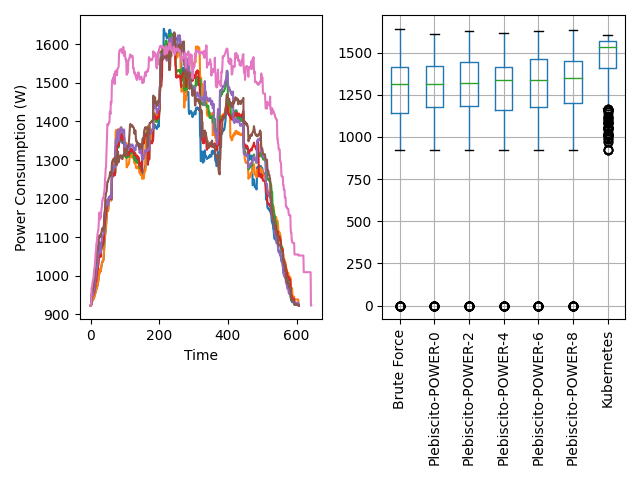 Power Consumption (W)
1600
1500
1400
1300
1200
1100
1000
900
0
200
400
600
Time
1500
1250
1000
750
500
250
0
Brute Force
Plebiscito-POWER-0
Plebiscito-POWER-2
Plebiscito-POWER-4
Plebiscito-POWER-6
Plebiscito-POWER-8
Kubernetes